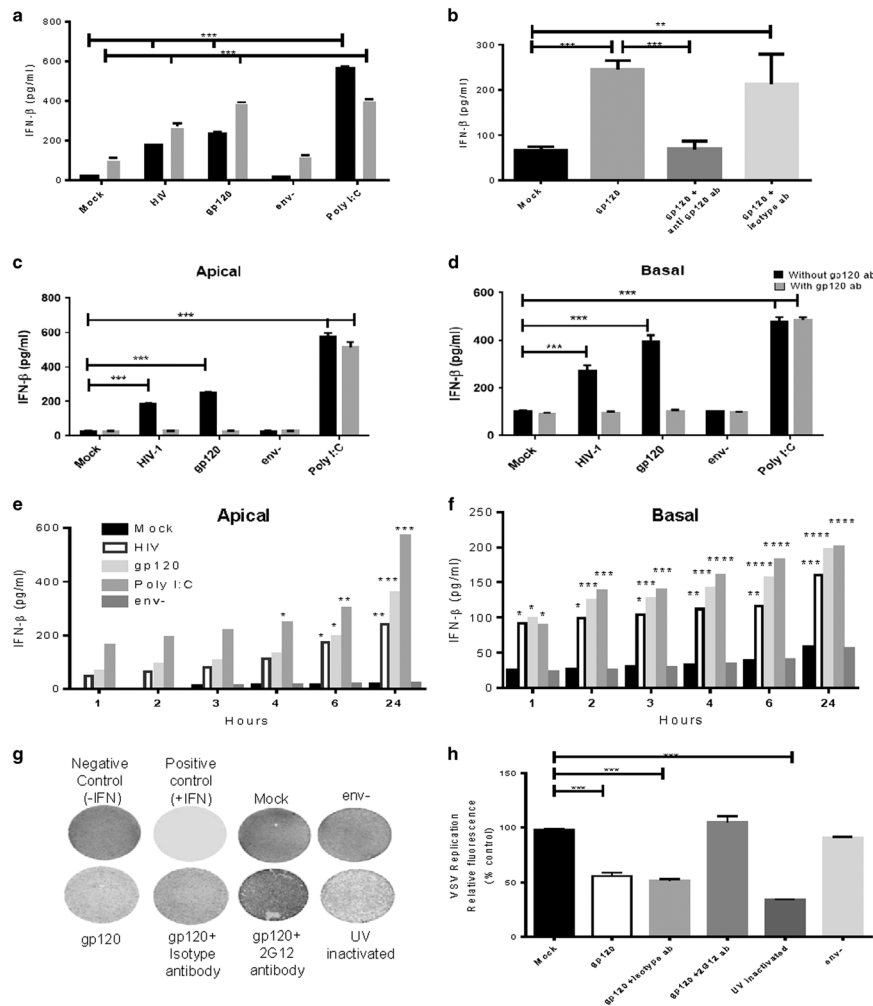 a
800
600
400
200
0
IFN-β (pg/ml)
***
***
Mock
HIV
gp120
env-
Poly I:C
b
300
200
100
0
IFN-β (pg/ml)
**
***
***
Mock
gp120
gp120 +
anti gp120 ab
gp120 +
isotype ab
c
Apical
800
600
400
200
0
IFN-β (pg/ml)
***
***
***
Mock
HIV-1
gp120
env-
Poly I:C
d
Basal
Without gp120 ab
With gp120 ab
600
400
200
0
IFN-β (pg/ml)
***
***
***
Mock
HIV-1
gp120
env-
Poly I:C
e
Apical
600
400
200
0
IFN-β (pg/ml)
Mock
HIV
gp120
Poly I:C
env-
* * * ** ** *** ***
1 2 3 4 6 24
Hours
f
Basal
250
200
150
100
50
0
IFN-β (pg/ml)
* * * * *** *** * *** *** ** **** **** ** **** **** *** **** ****
1 2 3 4 6 24
Hours
g
Negative
Control
(-IFN)
Positive
control
(+IFN)
Mock
env-
gp120
gp120+
Isotype
antibody
gp120+
2G12
antibody
UV
inactivated
h
150
100
50
0
VSV Replication
Relative fluorescence
(% control)
***
***
***
Mock
gp120
gp120+Isotype ab
gp120+2G12 ab
UV inactivated
env-